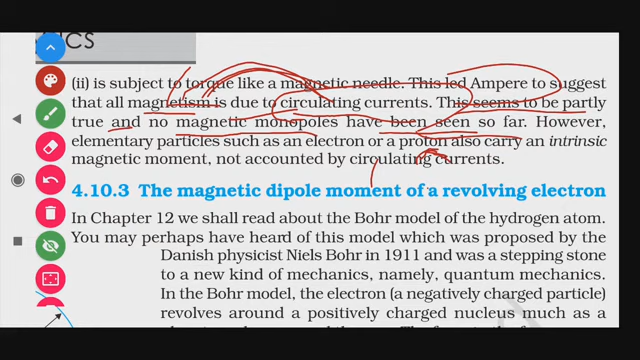 ICS
(ii) is subject to torque like a magnetic needle. This led Ampere to suggest
that all magnetism is due to circulating currents. This seems to be partly
true and no magnetic monopoles have been seen so far. However,
elementary particles such as an electron or a proton also carry an intrinsic
magnetic moment, not accounted by circulating currents.
4.10.3 The magnetic dipole moment of a revolving electron
In Chapter 12 we shall read about the Bohr model of the hydrogen atom.
You may perhaps have heard of this model which was proposed by the
Danish physicist Niels Bohr in 1911 and was a stepping stone
to a new kind of mechanics, namely, quantum mechanics.
In the Bohr model, the electron (a negatively charged particle)
revolves around a positively charged nucleus much as a